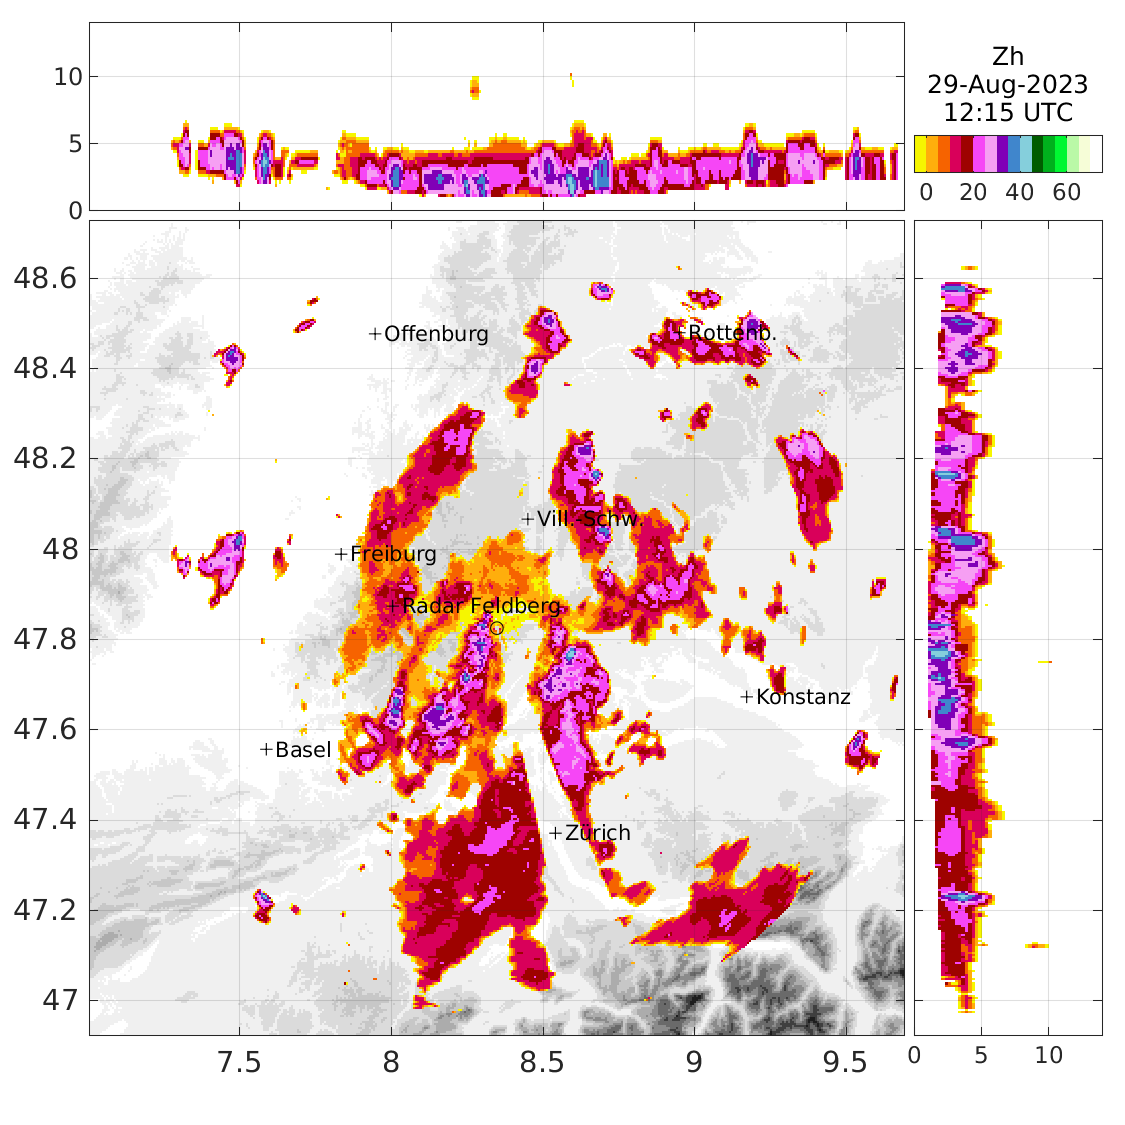 10
5
0
Zh
29-Aug-2023
12:15 UTC
0 20 40 60
48.6
48.4
48.2
48
47.8
47.6
47.4
47.2
47
+Offenburg
+Rottenb.
+Vill.-Schw.
+Freiburg
+Radar Feldberg
+Konstanz
+Basel
+Zürich
7.5 8 8.5 9 9.5
0 5 10